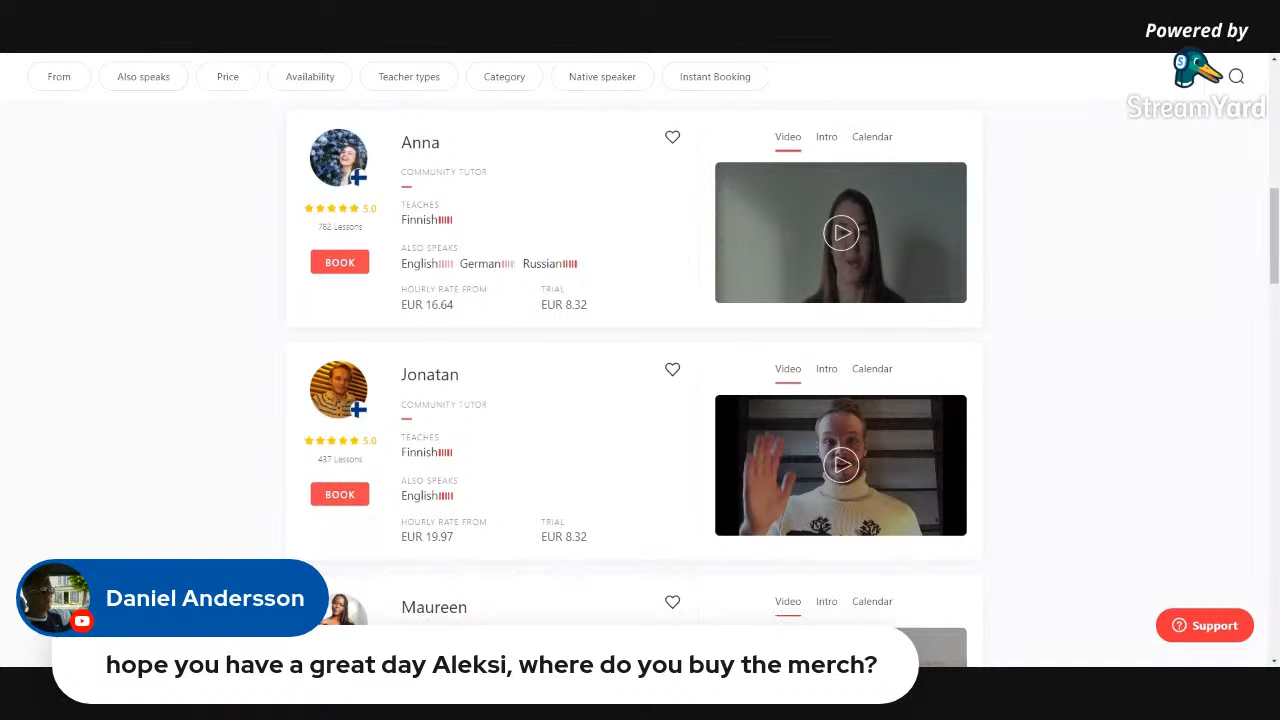 Powered by
StreamYard
From Also speaks Price Availability Teacher types Category Native speaker Instant Booking
Anna
COMMUNITY TUTOR
5.0
782 Lessons
BOOK
TEACHES
Finnish
ALSO SPEAKS
English German Russian
HOURLY RATE FROM TRIAL
EUR 16.64 EUR 8.32
Video Intro Calendar
Jonatan
COMMUNITY TUTOR
5.0
437 Lessons
BOOK
TEACHES
Finnish
ALSO SPEAKS
English
HOURLY RATE FROM TRIAL
EUR 19.97 EUR 8.32
Video Intro Calendar
Maureen
Video Intro Calendar
Support
Daniel Andersson
hope you have a great day Aleksi, where do you buy the merch?